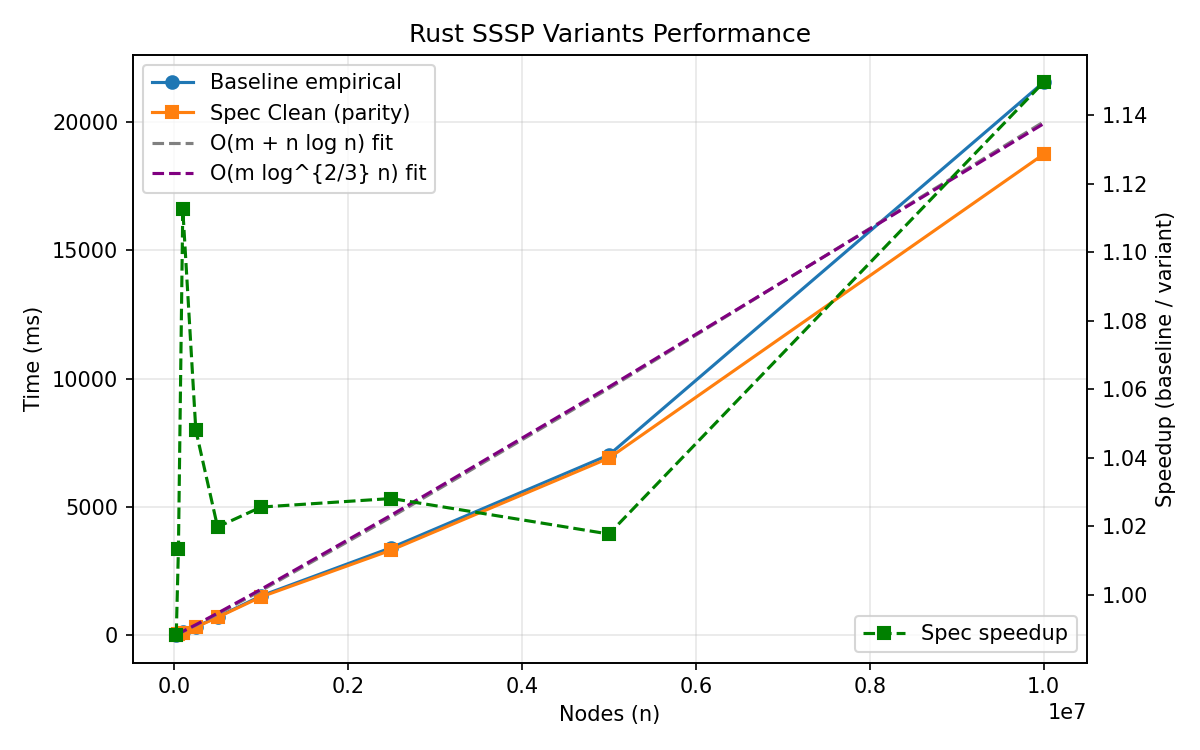 Rust SSSP Variants Performance
Baseline empirical
Spec Clean (parity)
O(m + n log n) fit
O(m log^{2/3} n) fit
Time (ms)
20000
15000
10000
5000
0
Speedup (baseline / variant)
1.14
1.12
1.10
1.08
1.06
1.04
1.02
1.00
Spec speedup
0.0
0.2
0.4
0.6
0.8
1.0
1e7
Nodes (n)